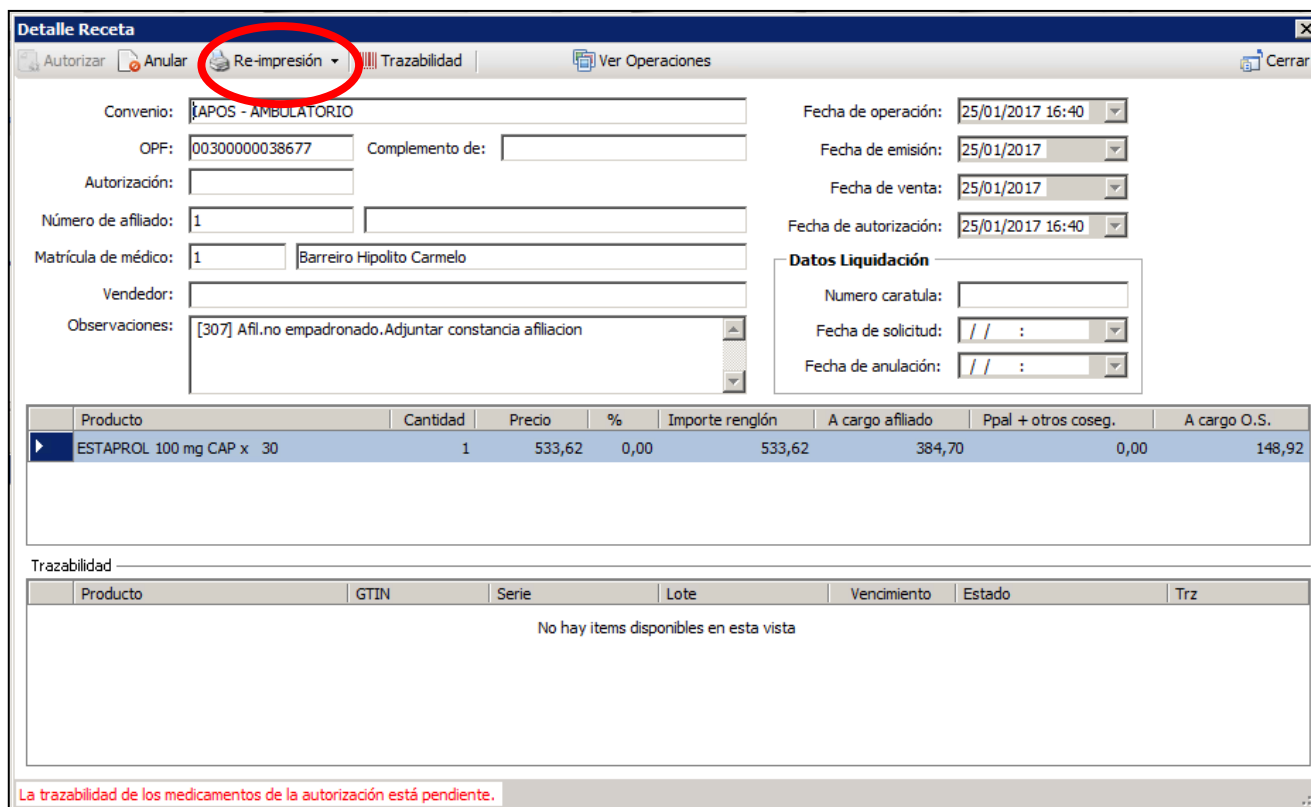 Detalle Receta
Autorizar Anular Re-impresión Trazabilidad Ver Operaciones Cerrar
Convenio: APOS - AMBULATORIO Fecha de operación: 25/01/2017 16:40
OPF: 00300000038677 Complemento de: Fecha de emisión: 25/01/2017
Autorización: Fecha de venta: 25/01/2017
Número de afiliado: 1 Fecha de autorización: 25/01/2017 16:40
Matrícula de médico: 1 Barreiro Hipolito Carmelo Datos Liquidación
Vendedor: Numero caratula:
Observaciones: [307] Afil.no empadronado.Adjuntar constancia afiliacion Fecha de solicitud: / / :
Fecha de anulación: / / :
Producto Cantidad Precio % Importe renglón A cargo afiliado Ppal + otros coseg. A cargo O.S.
ESTAPROL 100 mg CAP x 30 1 533,62 0,00 533,62 384,70 0,00 148,92
Trazabilidad
Producto GTIN Serie Lote Vencimiento Estado Trz
No hay items disponibles en esta vista
La trazabilidad de los medicamentos de la autorización está pendiente.